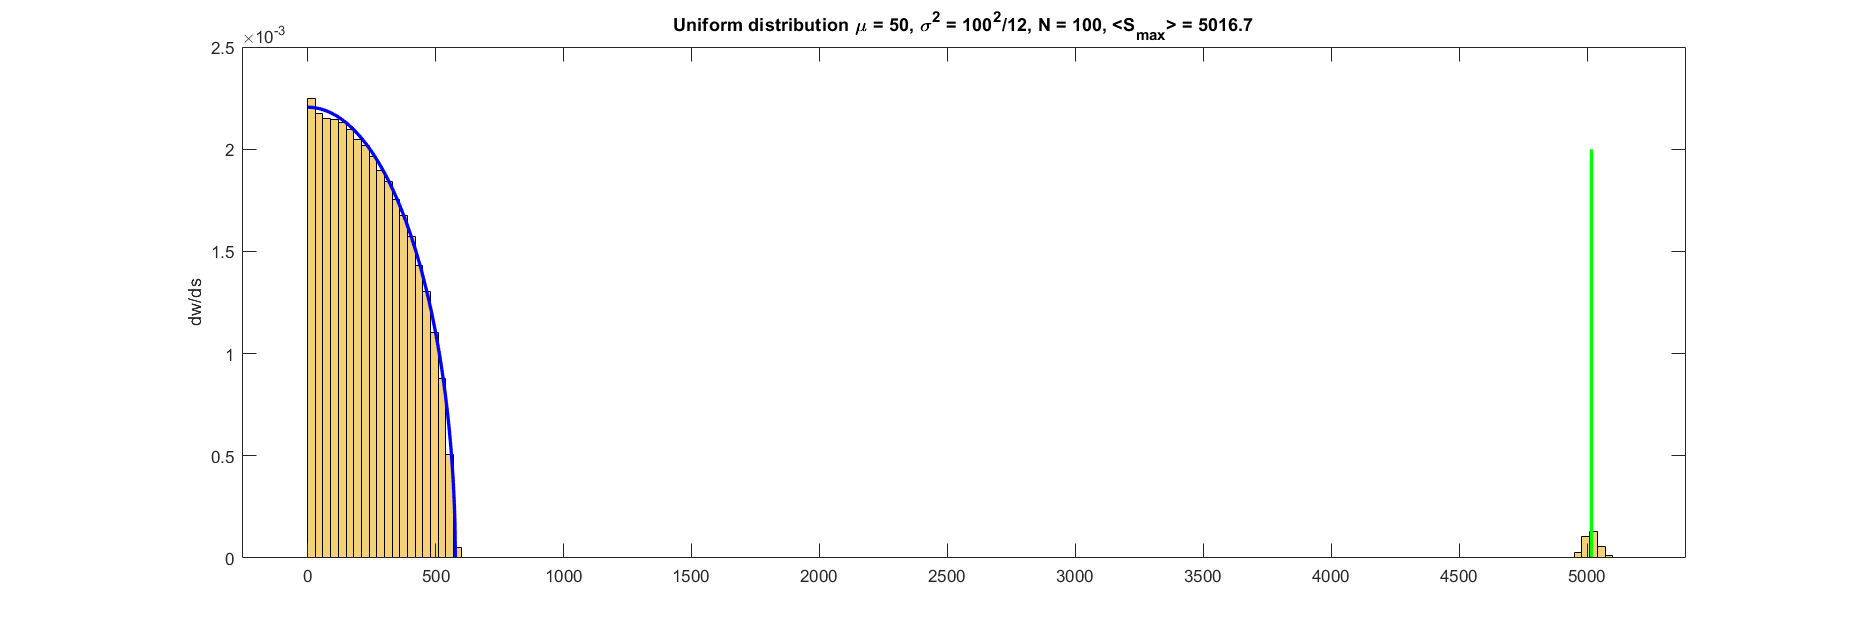 Uniform distribution μ = 50, σ² = 100²/12, N = 100, <S_max> = 5016.7
×10⁻³
2.5
2
1.5
1
0.5
0
dw/ds
0 500 1000 1500 2000 2500 3000 3500 4000 4500 5000